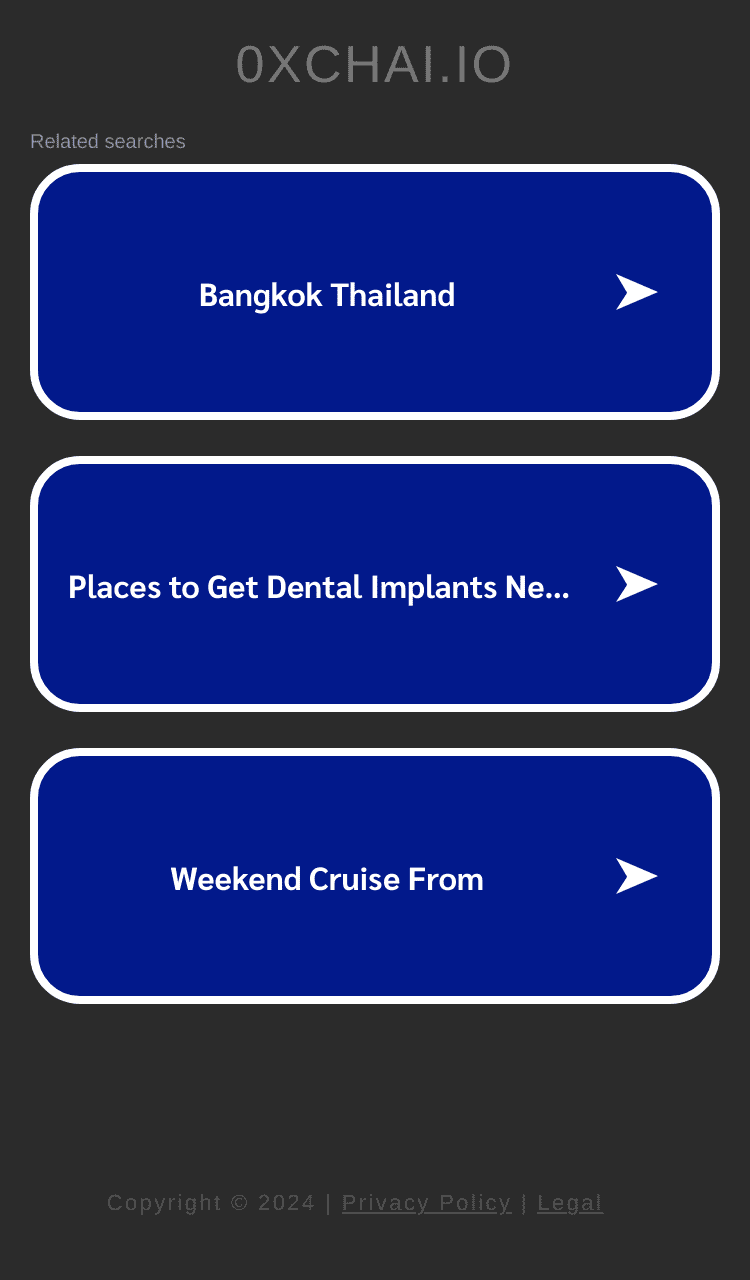 0XCHAI.IO
Related searches
Bangkok Thailand
Places to Get Dental Implants Ne...
Weekend Cruise From
Copyright © 2024 | Privacy Policy | Legal